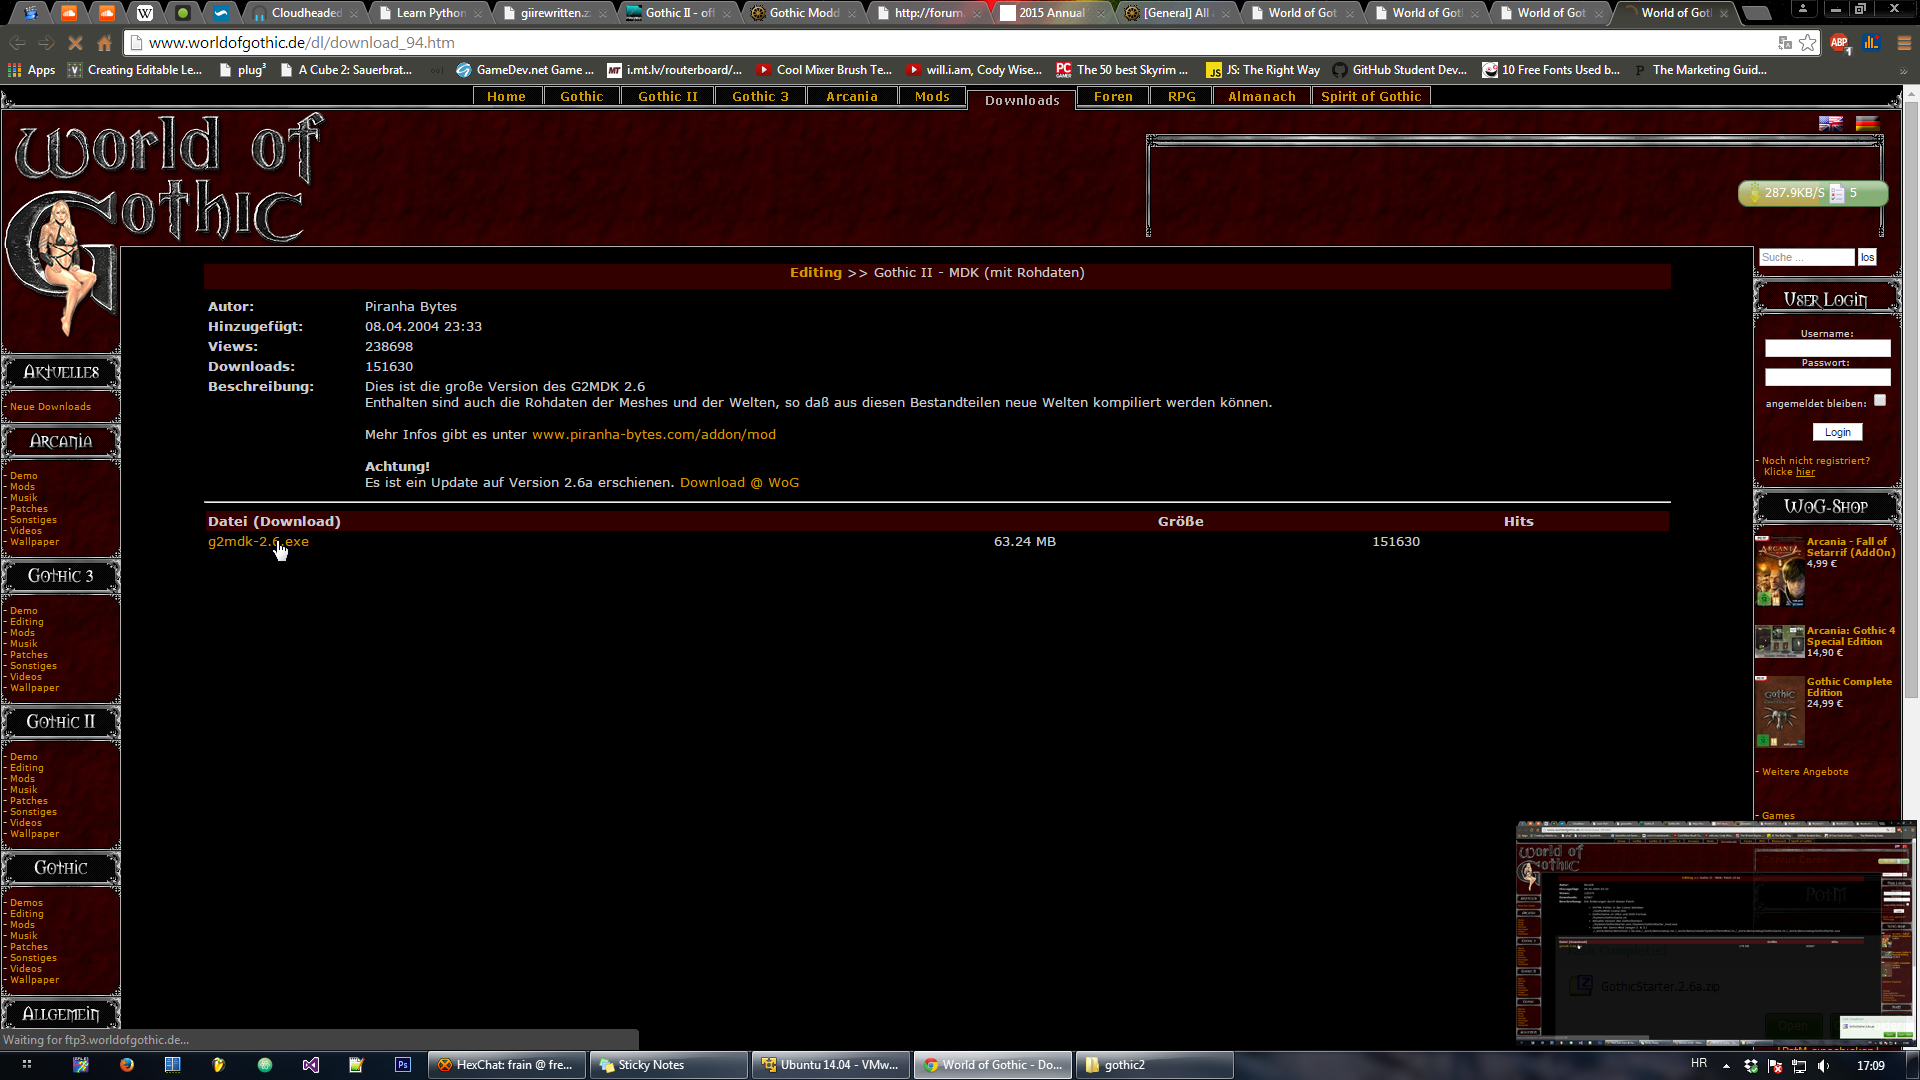 Cloudheaded
Learn Python
giirewritten.z
Gothic II - off
Gothic Modd
http://forum.
2015 Annual
[General] All
World of Got
World of Got
World of Got
World of Got
www.worldofgothic.de/dl/download_94.htm
ABP
1
Apps
Creating Editable Le...
plug³
A Cube 2: Sauerbrat...
GameDev.net Game ...
i.mt.lv/routerboard/...
Cool Mixer Brush Te...
will.i.am, Cody Wise...
The 50 best Skyrim ...
JS: The Right Way
GitHub Student Dev...
10 Free Fonts Used b...
The Marketing Guid...
Home
Gothic
Gothic II
Gothic 3
Arcania
Mods
Downloads
Foren
RPG
Almanach
Spirit of Gothic
World of
Gothic
287.9KB/S
5
Editing >> Gothic II - MDK (mit Rohdaten)
Autor: Piranha Bytes
Hinzugefügt: 08.04.2004 23:33
Views: 238698
Downloads: 151630
Beschreibung: Dies ist die große Version des G2MDK 2.6
Enthalten sind auch die Rohdaten der Meshes und der Welten, so daß aus diesen Bestandteilen neue Welten kompiliert werden können.
Mehr Infos gibt es unter www.piranha-bytes.com/addon/mod
Achtung!
Es ist ein Update auf Version 2.6a erschienen. Download @ WoG
Datei (Download) Größe Hits
g2mdk-2.6.exe 63.24 MB 151630
Aktuelles
- Neue Downloads
Arcania
- Demo
- Mods
- Musik
- Patches
- Sonstiges
- Videos
- Wallpaper
Gothic 3
- Demo
- Editing
- Mods
- Musik
- Patches
- Sonstiges
- Videos
- Wallpaper
Gothic II
- Demo
- Editing
- Mods
- Musik
- Patches
- Sonstiges
- Videos
- Wallpaper
Gothic
- Demos
- Editing
- Mods
- Musik
- Patches
- Sonstiges
- Videos
- Wallpaper
Allgemein
Suche ...
los
User Login
Username:
Passwort:
angemeldet bleiben:
Login
- Noch nicht registriert?
Klicke hier
WoG-Shop
Arcania - Fall of
Setarrif (AddOn)
4,99 €
Arcania: Gothic 4
Special Edition
14,90 €
Gothic Complete
Edition
24,99 €
- Weitere Angebote
- Games
World of
Gothic
PotM
GothicStarter.2.6a.zip
Open
Waiting for ftp3.worldofgothic.de...
HexChat: frain @ fre...
Sticky Notes
Ubuntu 14.04 - VMw...
World of Gothic - Do...
gothic2
HR
17:09